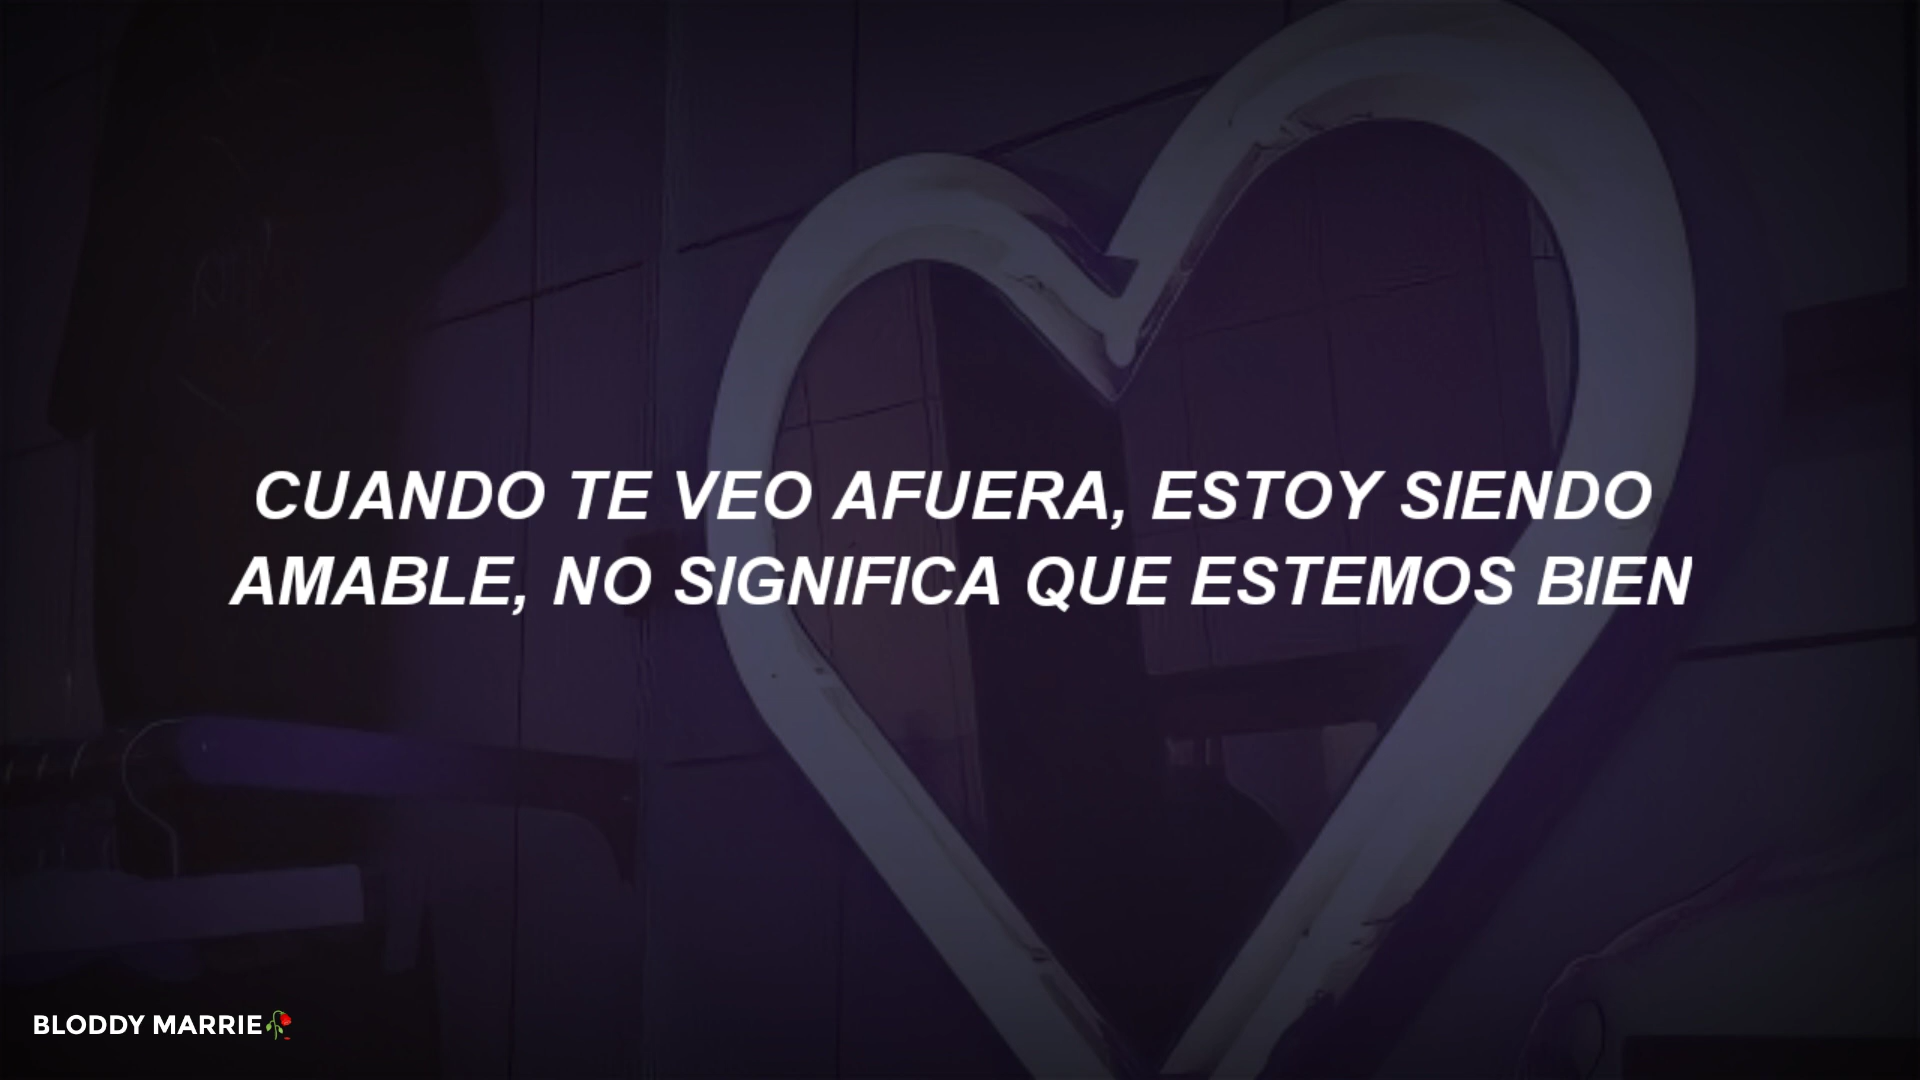 CUANDO TE VEO AFUERA, ESTOY SIENDO
AMABLE, NO SIGNIFICA QUE ESTEMOS BIEN
BLODDY MARRIE🥀